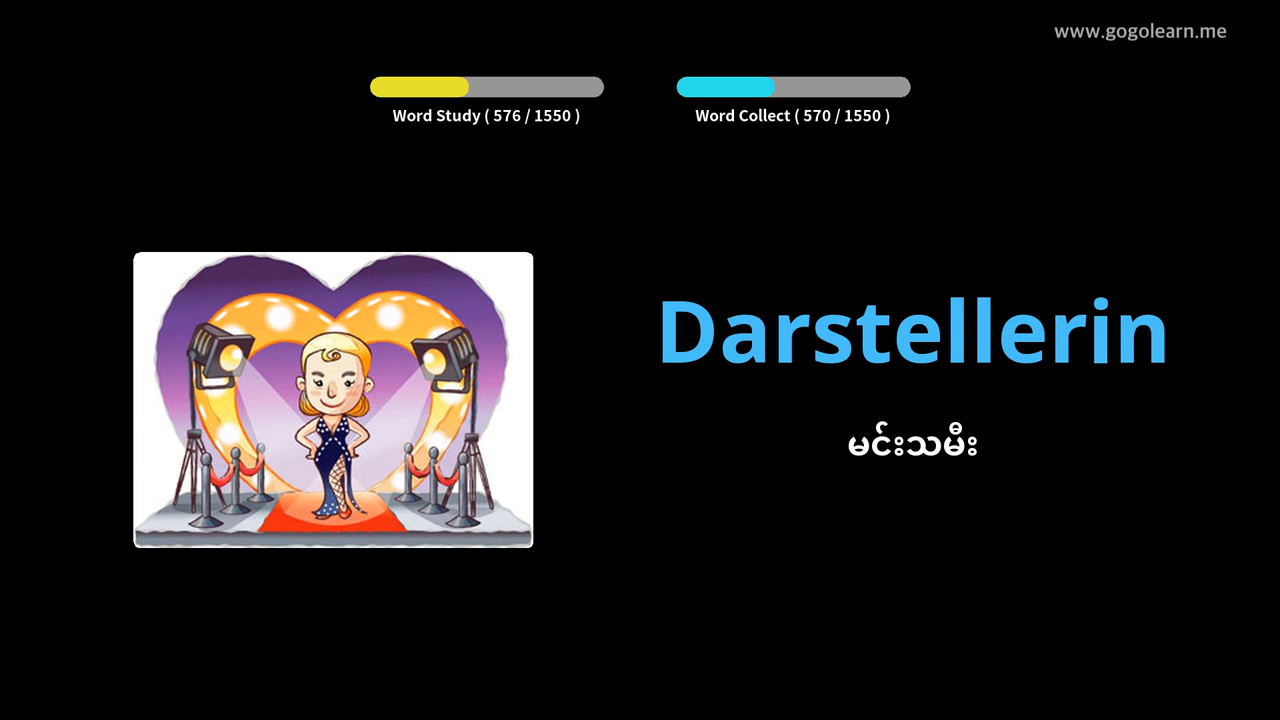 www.gogolearn.me
Word Study ( 576 / 1550 )
Word Collect ( 570 / 1550 )
Darstellerin
မင်းသမီး